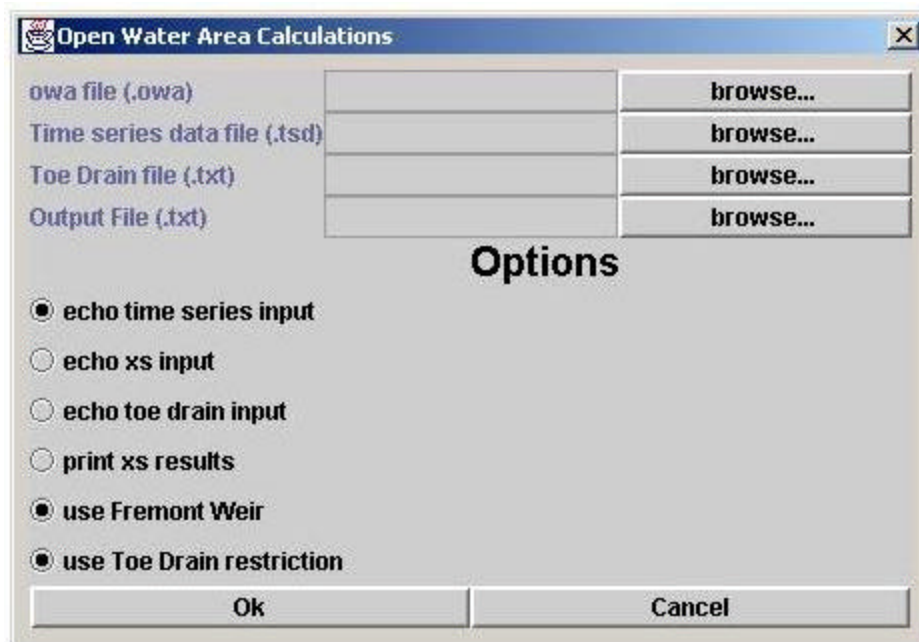 Open Water Area Calculations
owa file (.owa) browse...
Time series data file (.tsd) browse...
Toe Drain file (.txt) browse...
Output File (.txt) browse...
Options
echo time series input
echo xs input
echo toe drain input
print xs results
use Fremont Weir
use Toe Drain restriction
Ok Cancel